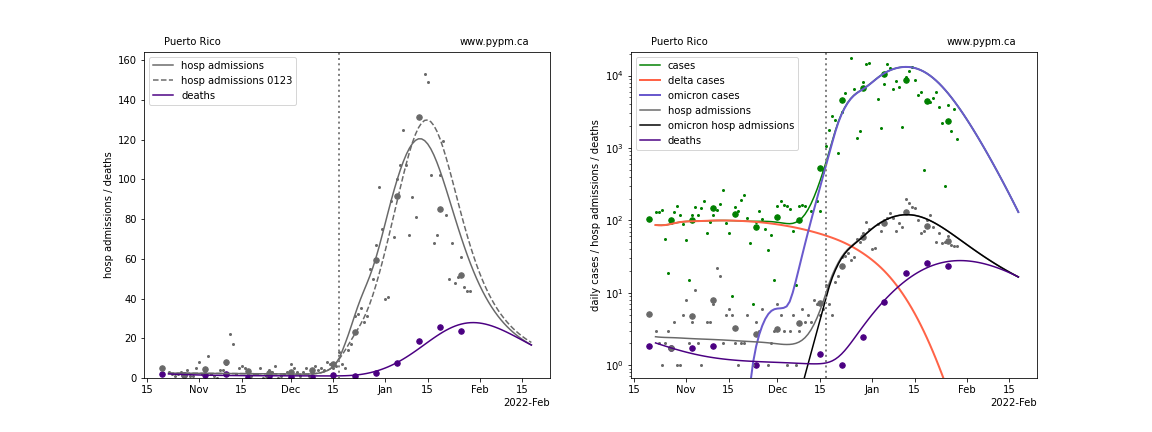 Puerto Rico
www.pypm.ca
hosp admissions
hosp admissions 0123
deaths
hosp admissions / deaths
160
140
120
100
80
60
40
20
0
15
Nov
15
Dec
15
Jan
15
Feb
15
2022-Feb
Puerto Rico
www.pypm.ca
cases
delta cases
omicron cases
hosp admissions
omicron hosp admissions
deaths
daily cases / hosp admissions / deaths
10⁴
10³
10²
10¹
10⁰
15
Nov
15
Dec
15
Jan
15
Feb
15
2022-Feb